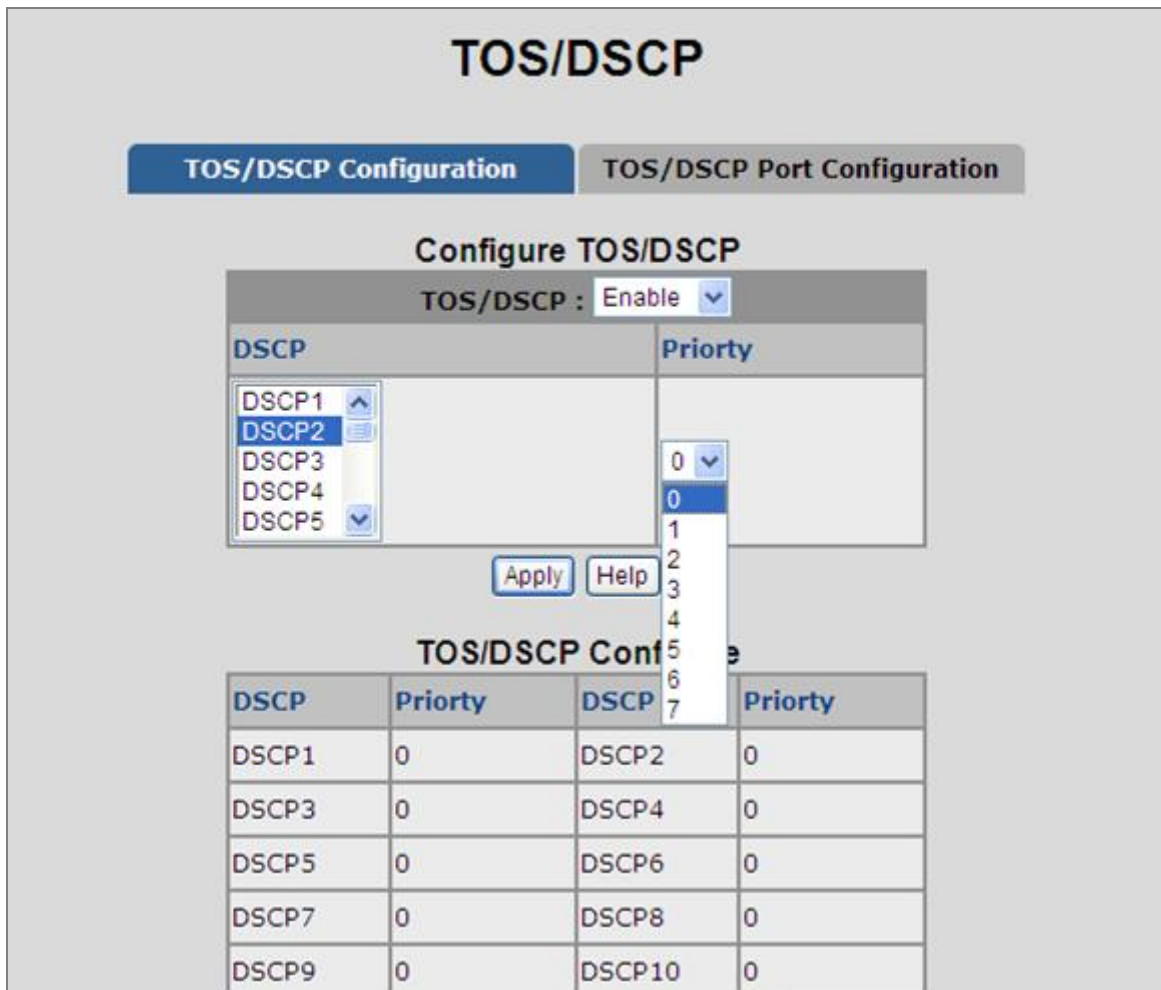 TOS/DSCP
TOS/DSCP Configuration TOS/DSCP Port Configuration
Configure TOS/DSCP
TOS/DSCP : Enable
DSCP Priorty
DSCP1
DSCP2
DSCP3
DSCP4
DSCP5
0
0
1
2
3
4
5
6
7
Apply Help
TOS/DSCP Conf e
DSCP Priorty DSCP Priorty
DSCP1 0 DSCP2 0
DSCP3 0 DSCP4 0
DSCP5 0 DSCP6 0
DSCP7 0 DSCP8 0
DSCP9 0 DSCP10 0